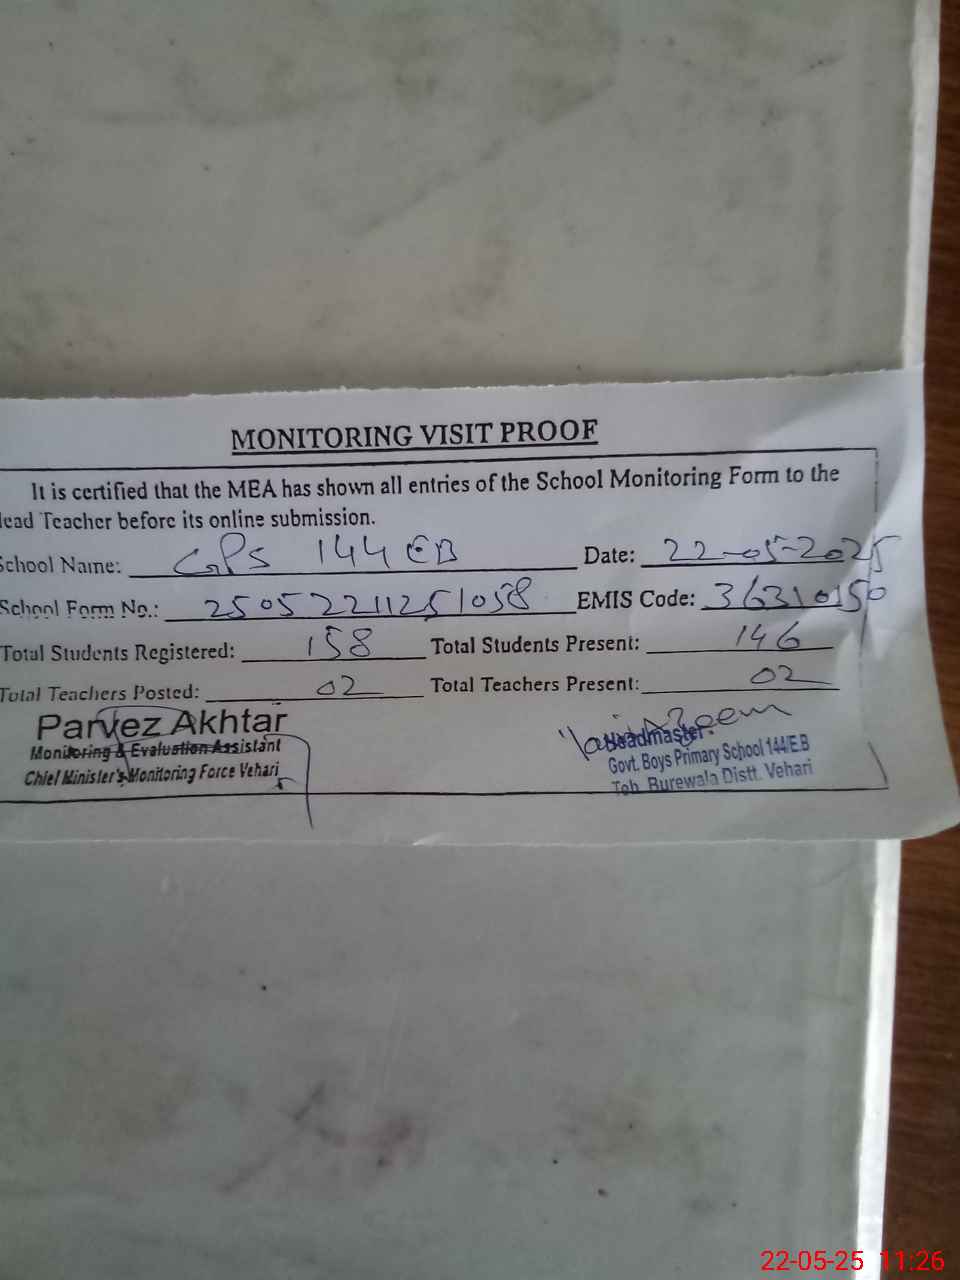 MONITORING VISIT PROOF
It is certified that the MEA has shown all entries of the School Monitoring Form to the
ead Teacher before its online submission.
School Name: GPS 144 EB Date: 22-05-2025
School Form No.: 25052211251058 EMIS Code: 36310150
Total Students Registered: 158 Total Students Present: 146
Total Teachers Posted: 02 Total Teachers Present: 02
Parvez Akhtar
Monitoring & Evaluation Assistant
Chief Minister's Monitoring Force Vehari
Azeem
Headmaster
Govt. Boys Primary School 144/E.B
Teh. Burewala Distt. Vehari
22-05-25 11:26